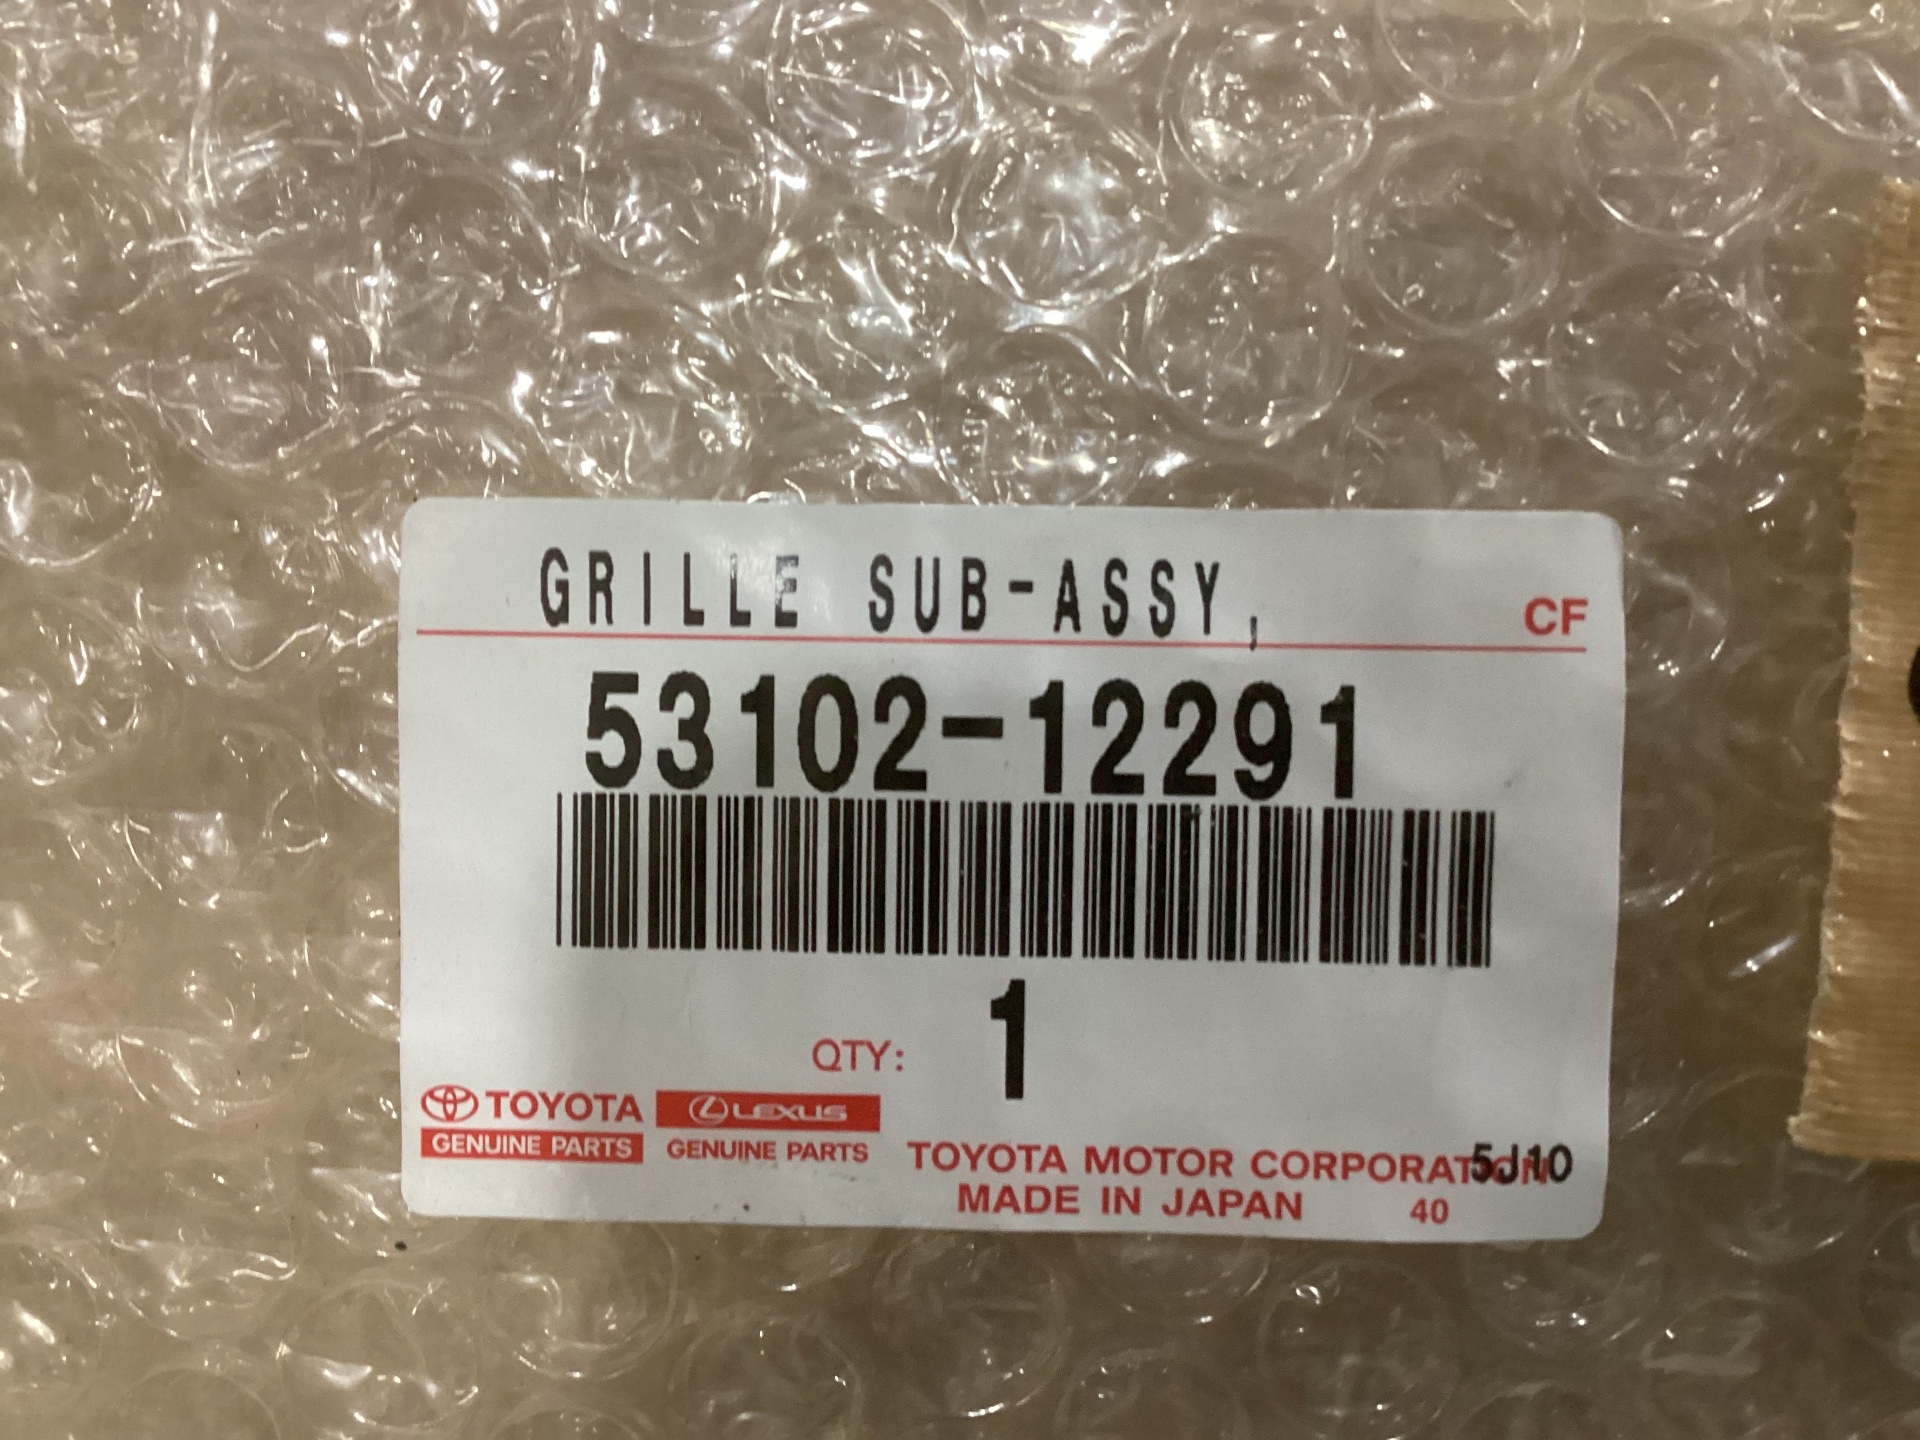 GRILLE SUB-ASSY,
CF
53102-12291
QTY: 1
TOYOTA
GENUINE PARTS
LEXUS
GENUINE PARTS
TOYOTA MOTOR CORPORATION
5J10
MADE IN JAPAN
40